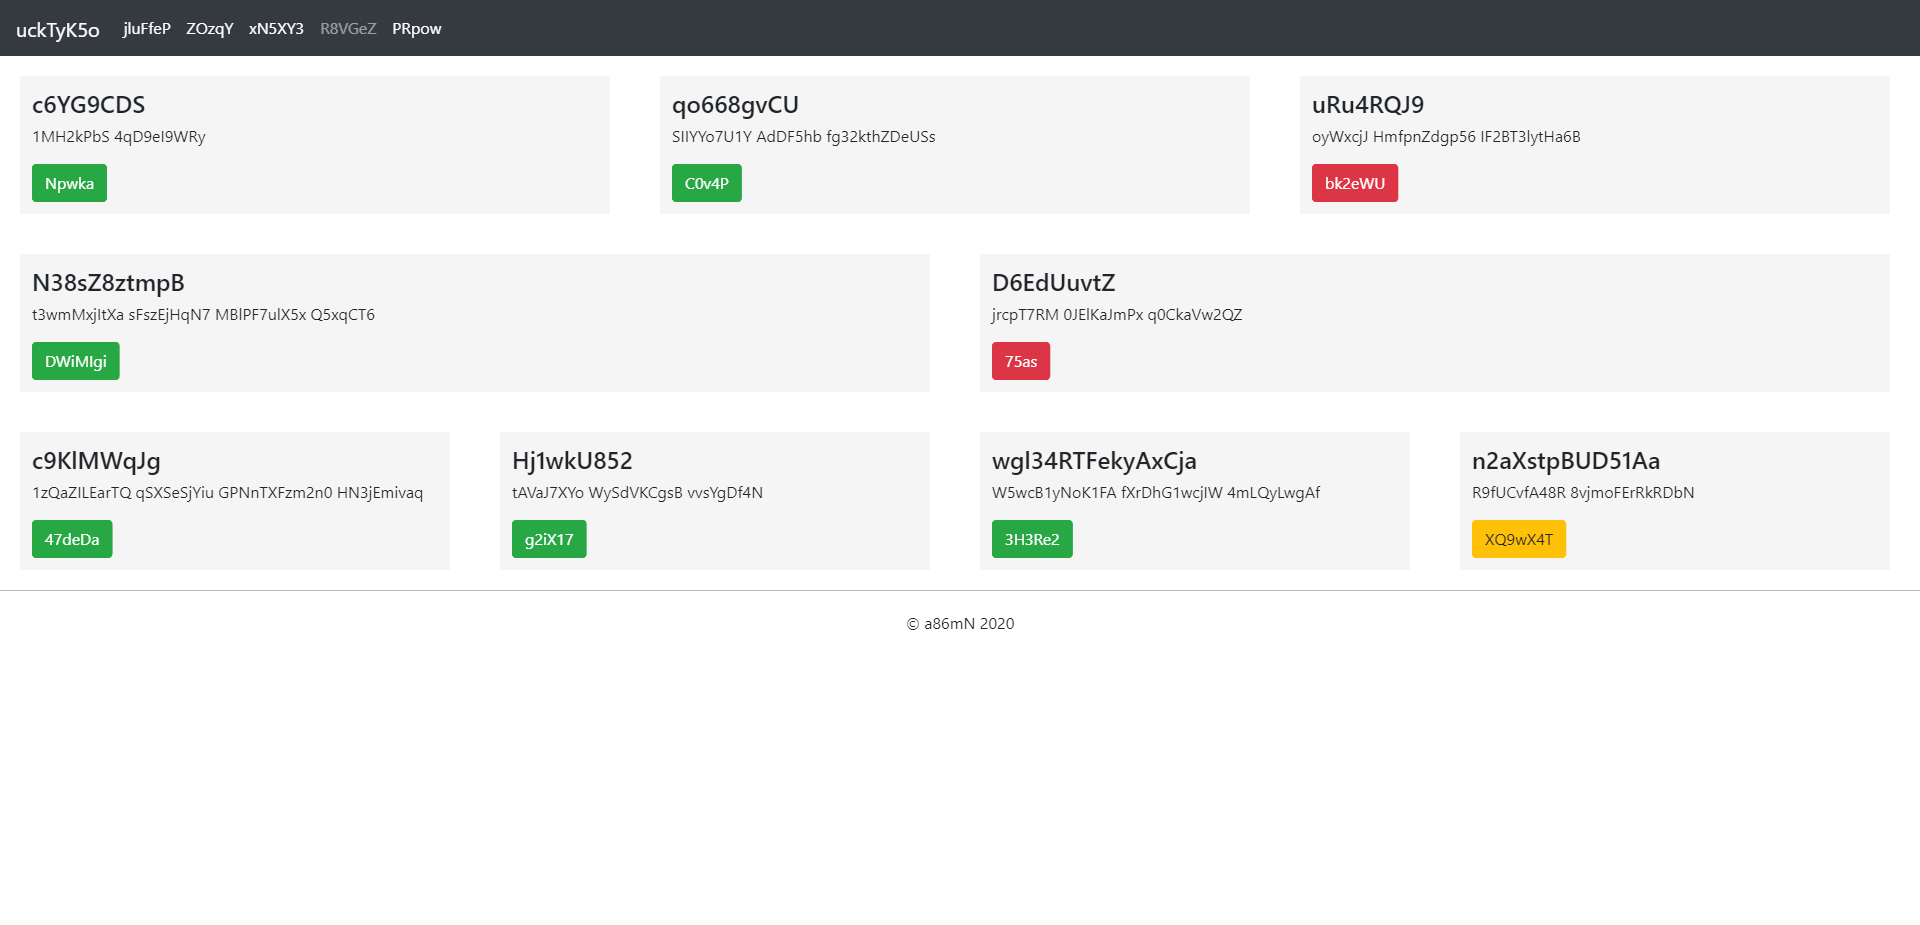 uckTyK5o jluFfeP ZOzqY xN5XY3 R8VGeZ PRpow
c6YG9CDS
1MH2kPbS 4qD9eI9WRy
Npwka
qo668gvCU
SIIYYo7U1Y AdDF5hb fg32kthZDeUSs
C0v4P
uRu4RQJ9
oyWxcjJ HmfpnZdgp56 IF2BT3lytHa6B
bk2eWU
N38sZ8ztmpB
t3wmMxjItXa sFszEjHqN7 MBlPF7ulX5x Q5xqCT6
DWiMIgi
D6EdUuvtZ
jrcpT7RM 0JElKaJmPx q0CkaVw2QZ
75as
c9KlMWqJg
1zQaZILEarTQ qSXSeSjYiu GPNnTXFzm2n0 HN3jEmivaq
47deDa
Hj1wkU852
tAVaJ7XYo WySdVKCgsB vvsYgDf4N
g2iX17
wgl34RTFekyAxCja
W5wcB1yNoK1FA fXrDhG1wcjIW 4mLQyLwgAf
3H3Re2
n2aXstpBUD51Aa
R9fUCvfA48R 8vjmoFErRkRDbN
XQ9wX4T
© a86mN 2020